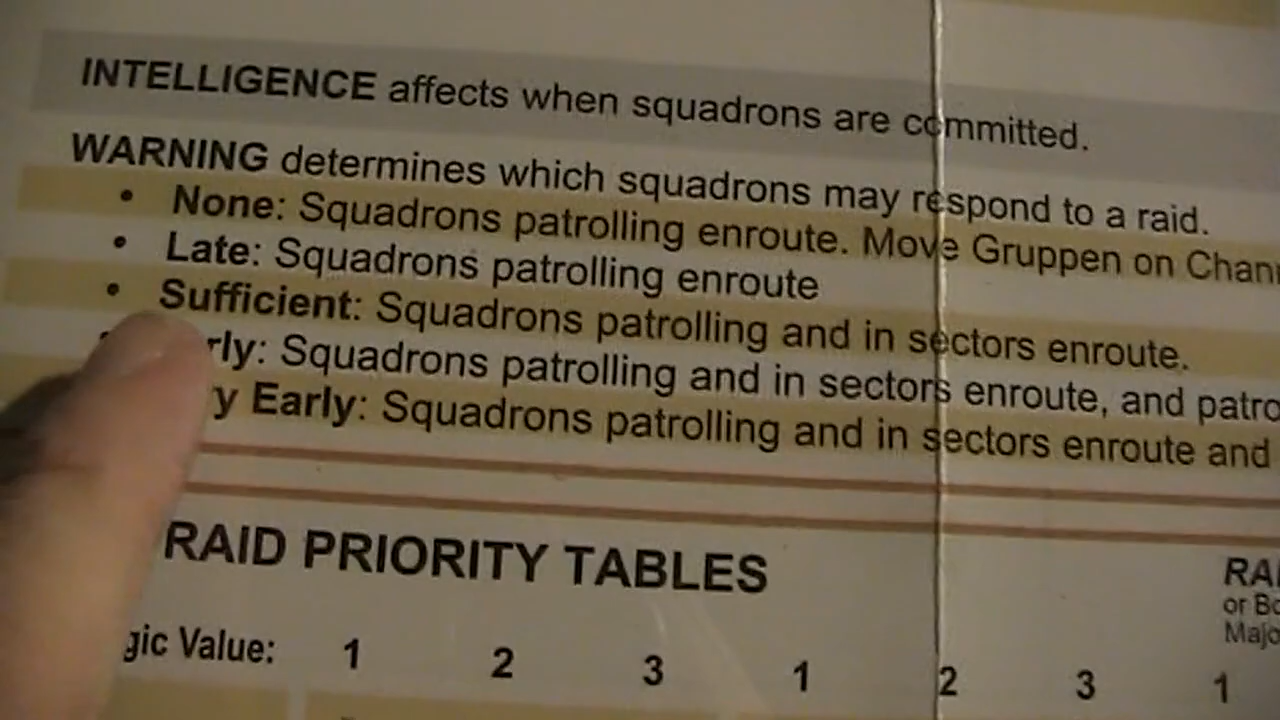 INTELLIGENCE affects when squadrons are committed.
WARNING determines which squadrons may respond to a raid.
• None: Squadrons patrolling enroute. Move Gruppen on
• Late: Squadrons patrolling enroute
• Sufficient: Squadrons patrolling and in sectors enroute.
Squadrons patrolling and in sectors enroute, and
Early: Squadrons patrolling and in sectors enroute and
RAID PRIORITY TABLES
or
Value: 1 2 3 1 2 3 1